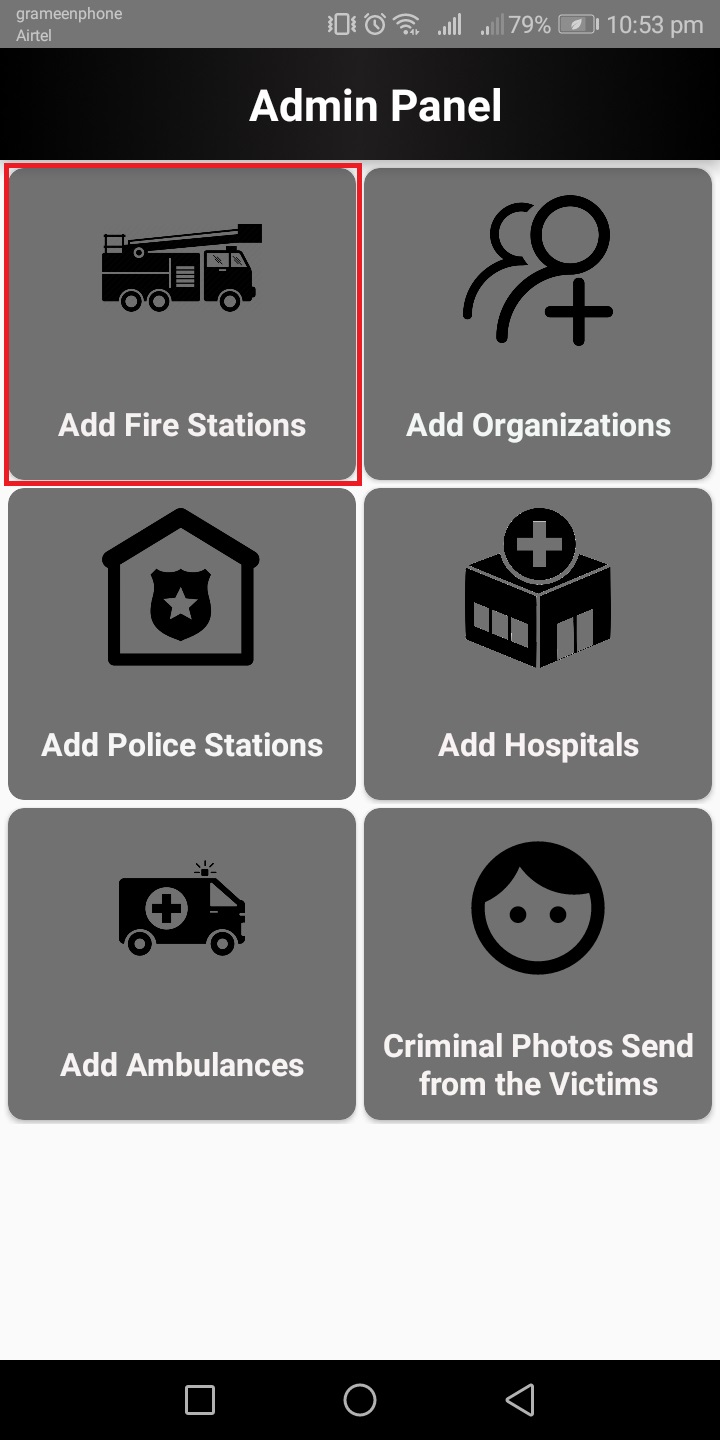 grameenphone
Airtel
79%
10:53 pm
Admin Panel
Add Fire Stations
Add Organizations
Add Police Stations
Add Hospitals
Add Ambulances
Criminal Photos Send
from the Victims